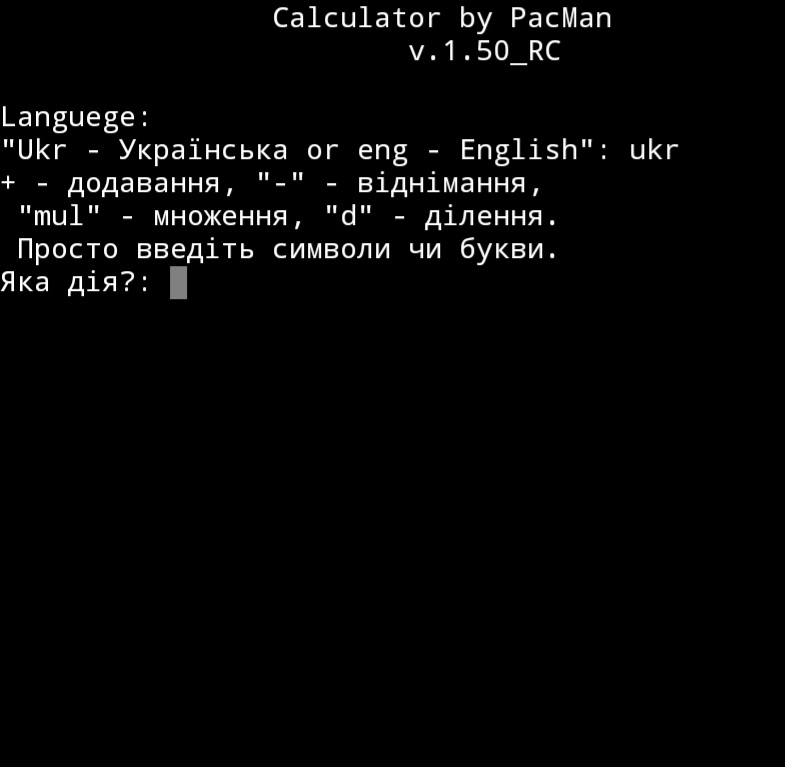 Calculator by PacMan
v.1.50_RC
Languege:
"Ukr - Українська or eng - English": ukr
+ - додавання, "-" - віднімання,
"mul" - множення, "d" - ділення.
Просто введіть символи чи букви.
Яка дія?: